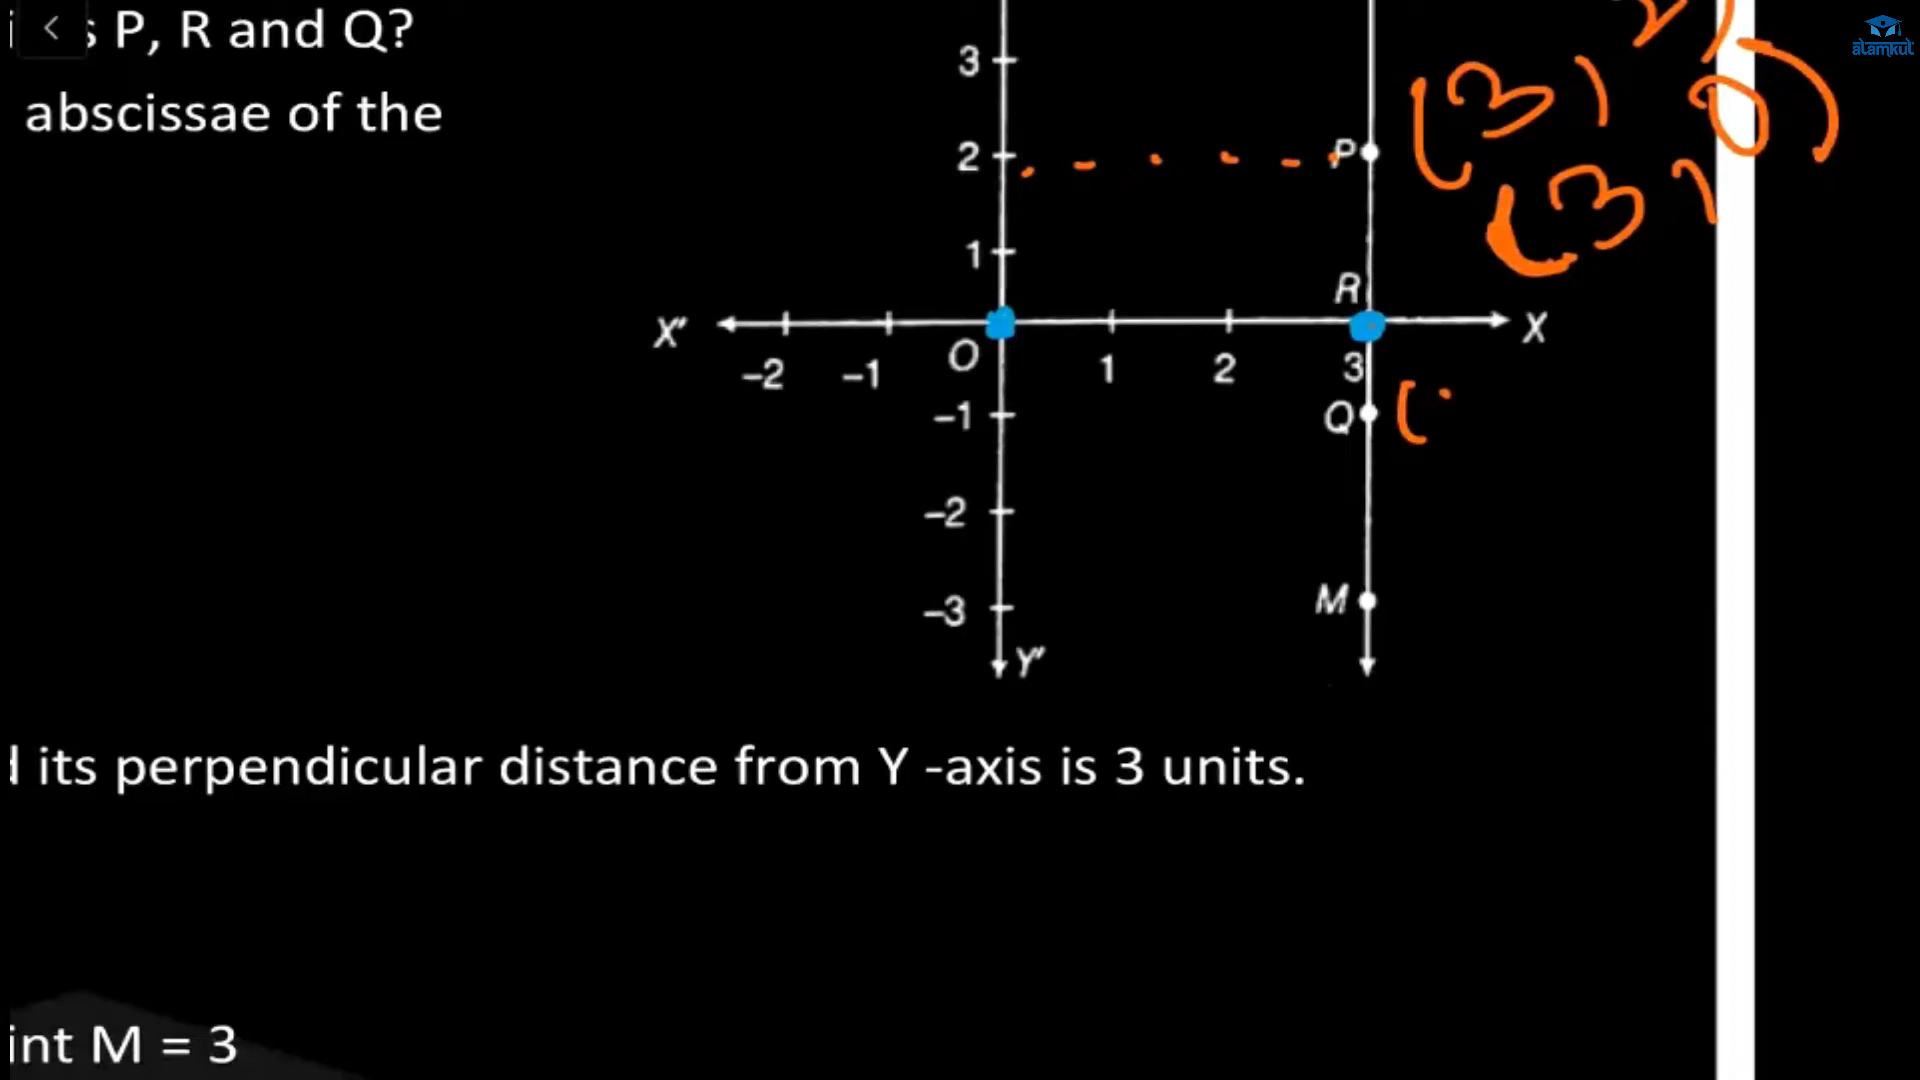 P, R and Q?
abscissae of the
alamkut
2)
3
(3, 0)
2
P
(3,
1
R
X' O X
-2 -1 1 2 3
-1
Q (
-2
M
-3
Y'
its perpendicular distance from Y -axis is 3 units.
int M = 3